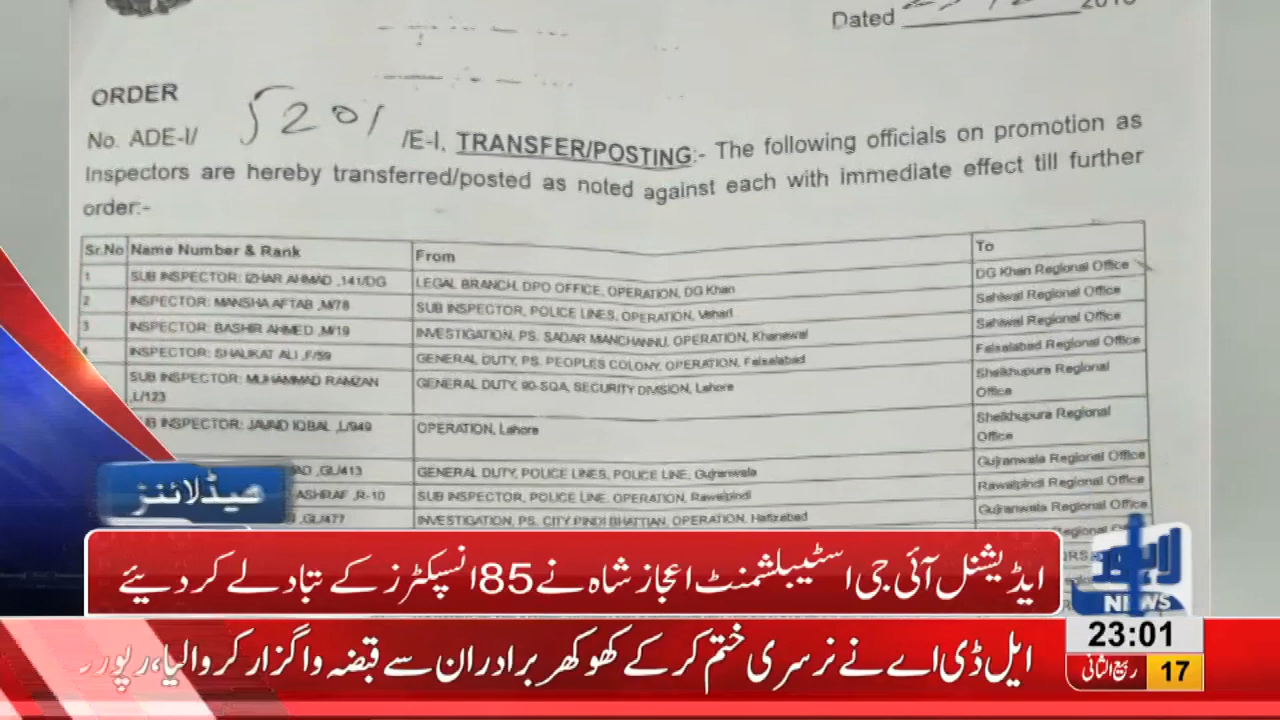 Dated
ORDER
No. ADE-I/ 5201 /E-I, TRANSFER/POSTING:- The following officials on promotion as
Inspectors are hereby transferred/posted as noted against each with immediate effect till further
order:-
Sr.No Name Number & Rank From To
1 SUB INSPECTOR: IZHAR AHMAD ,141/DG LEGAL BRANCH, DPO OFFICE, OPERATION, DG Khan DG Khan Regional Office
2 INSPECTOR: MANSHA AFTAB ,M/78 SUB INSPECTOR, POLICE LINES, OPERATION, Vehari Sahiwal Regional Office
3 INSPECTOR: BASHIR AHMED ,M/19 INVESTIGATION, PS. SADAR MIANCHANNU, OPERATION, Khanewal Sahiwal Regional Office
4 INSPECTOR: SHAUKAT ALI ,F/59 GENERAL DUTY, PS. PEOPLES COLONY, OPERATION, Faisalabad Faisalabad Regional Office
SUB INSPECTOR: MUHAMMAD RAMZAN ,L/123 GENERAL DUTY, 90-SQA, SECURITY DIVISION, Lahore Sheikhupura Regional Office
SUB INSPECTOR: JAVAID IQBAL ,L/949 OPERATION, Lahore Sheikhupura Regional Office
,GL/413 GENERAL DUTY, POLICE LINES, POLICE LINE, Gujranwala Gujranwala Regional Office
ASHRAF ,R-10 SUB INSPECTOR, POLICE LINE, OPERATION, Rawalpindi Rawalpindi Regional Office
,GL/477 INVESTIGATION, PS. CITY PINDI BHATTIAN, OPERATION, Hafizabad Gujranwala Regional Office
ہیڈلائنز
ایڈیشنل آئی جی اسٹیبلشمنٹ اعجاز شاہ نے 85 انسپکٹرز کے تبادلے کر دیئے
لاہور
NEWS
23:01
ایل ڈی اے نے نرسری ختم کر کے کھوکھر برادران سے قبضہ واگزار کروالیا، رپور
17 ربیع الثانی